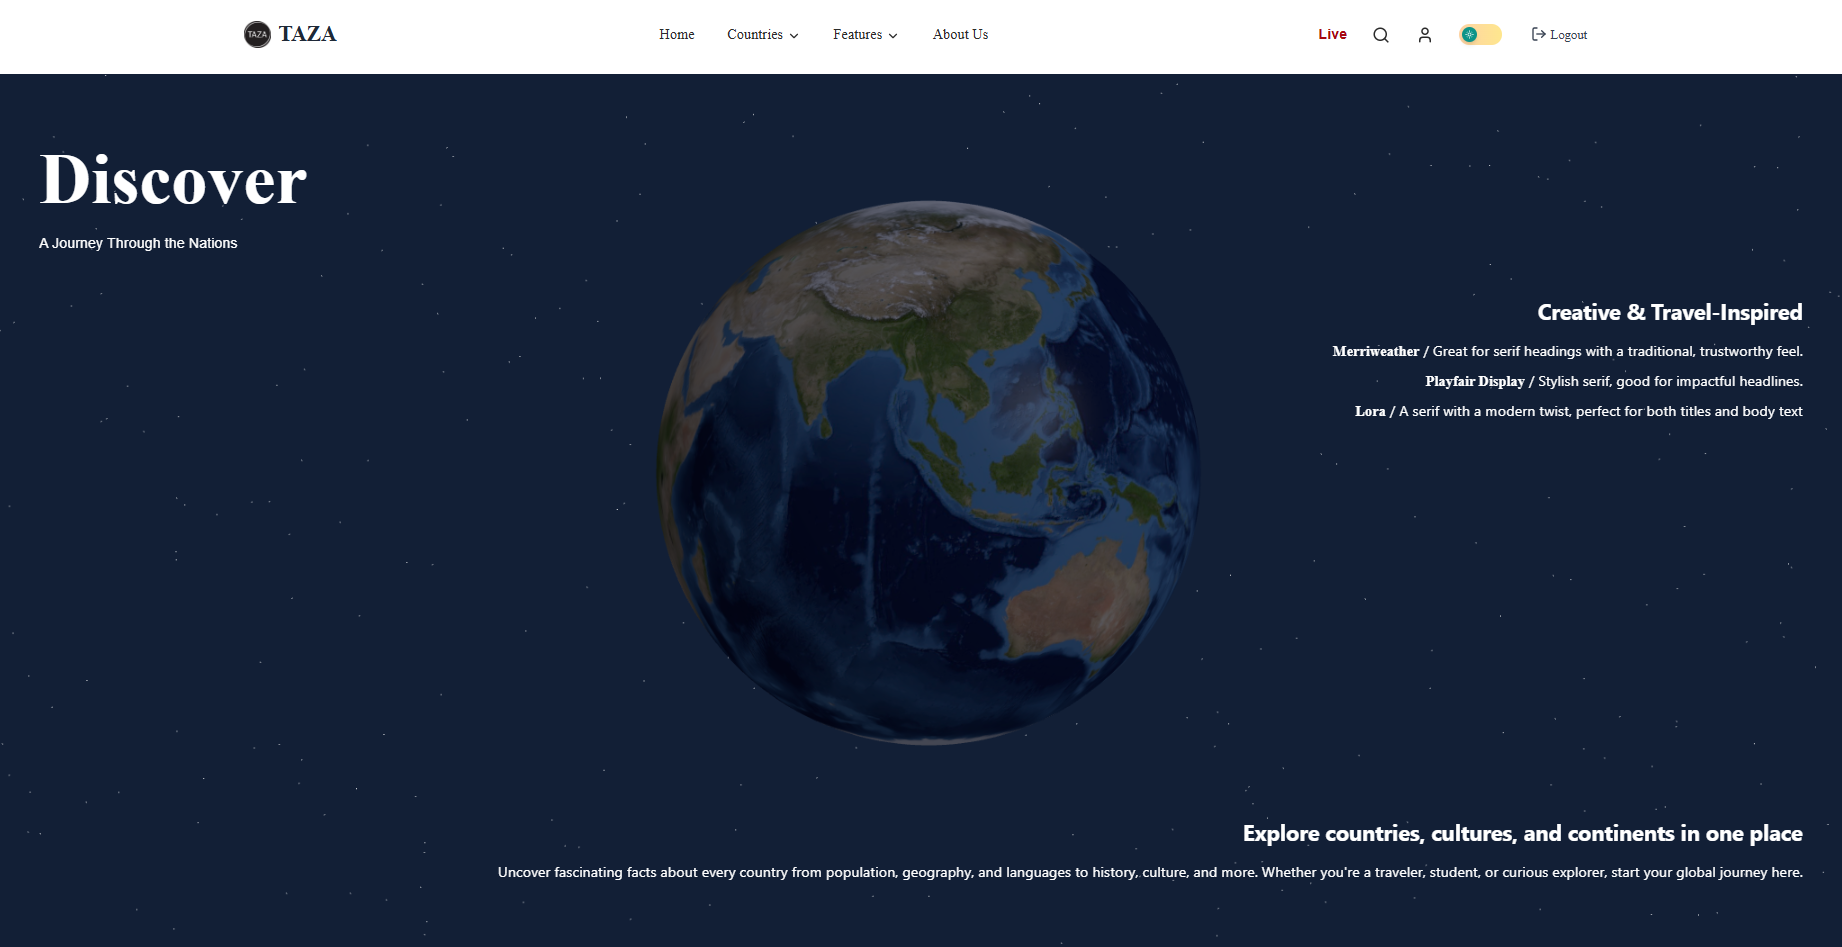 TAZA TAZA Home Countries Features About Us Live Logout
Discover
A Journey Through the Nations
Creative & Travel-Inspired
Merriweather / Great for serif headings with a traditional, trustworthy feel.
Playfair Display / Stylish serif, good for impactful headlines.
Lora / A serif with a modern twist, perfect for both titles and body text
Explore countries, cultures, and continents in one place
Uncover fascinating facts about every country from population, geography, and languages to history, culture, and more. Whether you're a traveler, student, or curious explorer, start your global journey here.